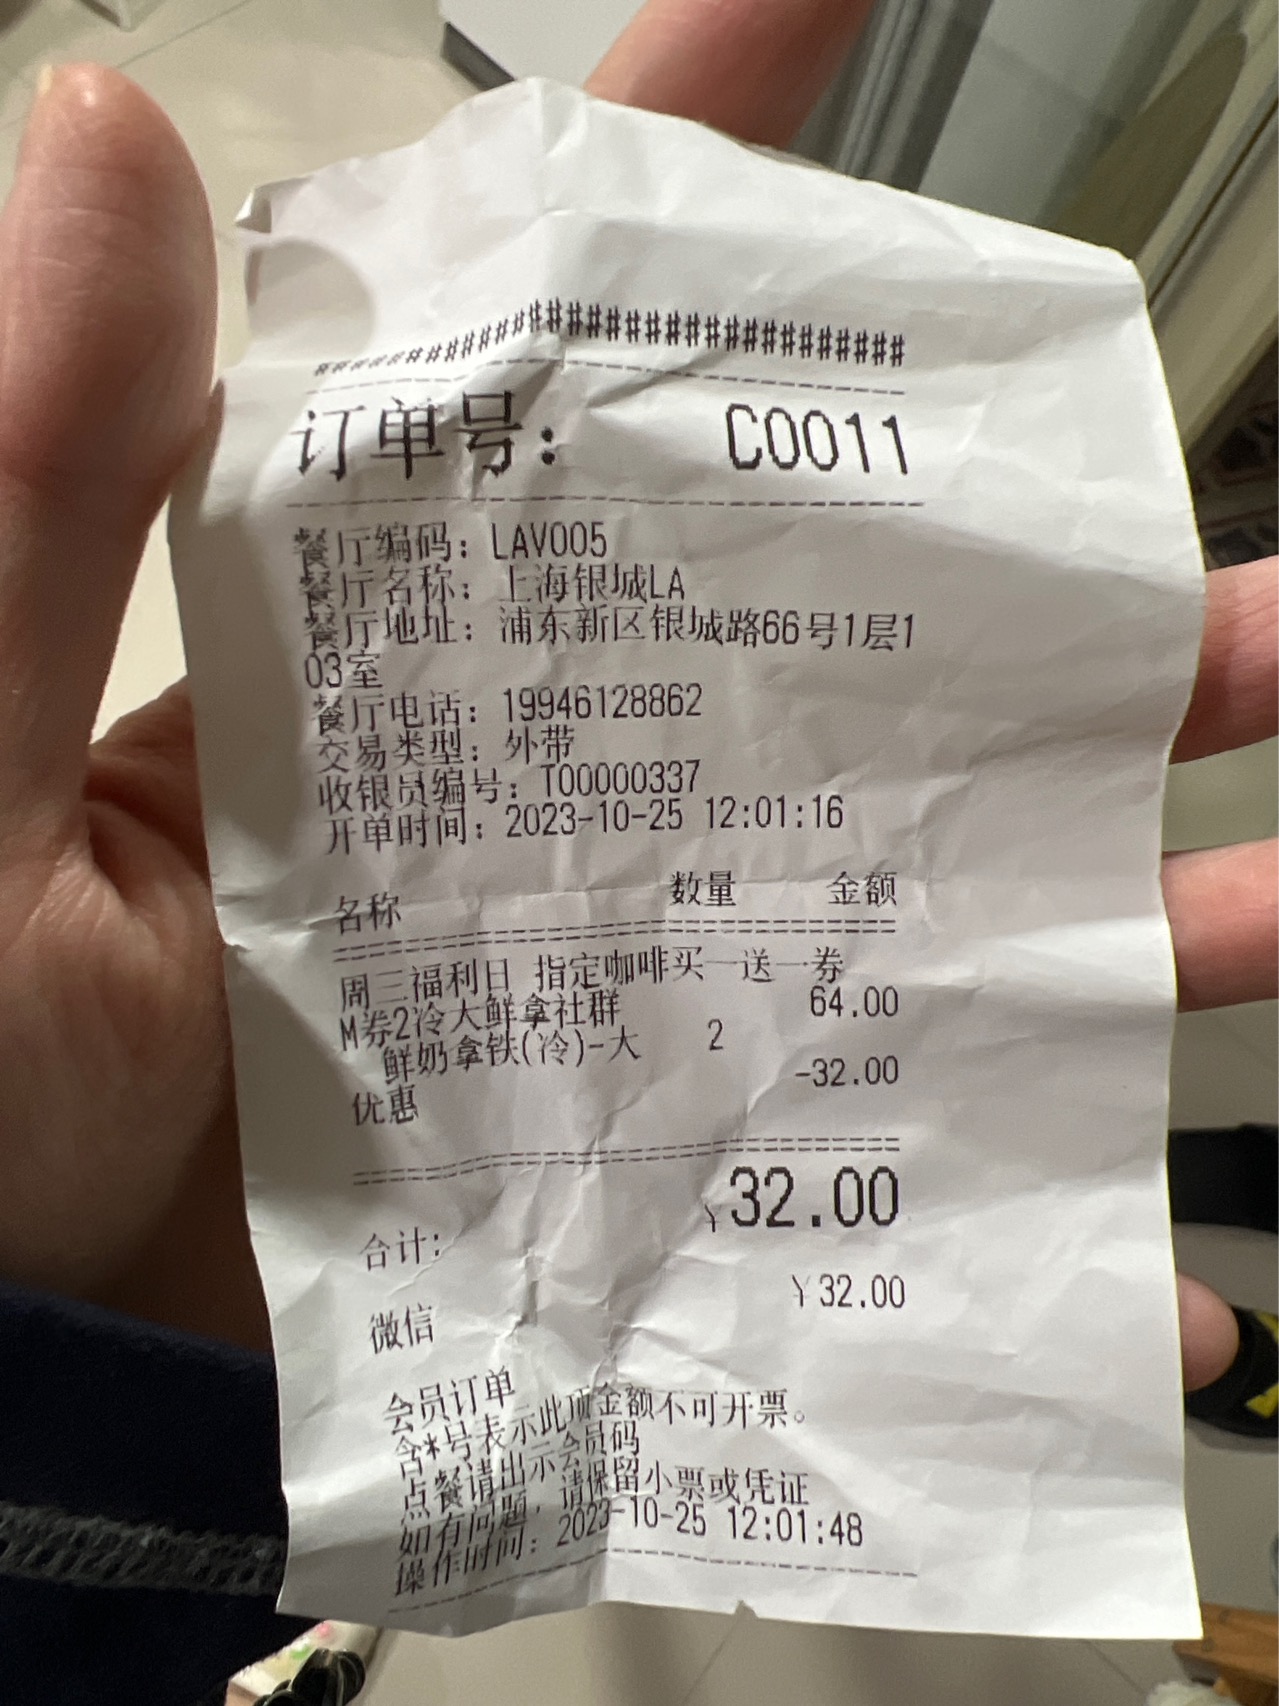 ##############################
订单号: C0011
餐厅编码: LAV005
餐厅名称: 上海银城LA
餐厅地址: 浦东新区银城路66号1层1
03室
餐厅电话: 19946128862
交易类型: 外带
收银员编号: T00000337
开单时间: 2023-10-25 12:01:16
名称 数量 金额
周三福利日 指定咖啡买一送一券
M券2冷大鲜拿社群 64.00
鲜奶拿铁(冷)-大 2
优惠 -32.00
合计: ¥32.00
微信 ¥32.00
会员订单
含*号表示此项金额不可开票。
点餐请出示会员码
如有问题, 请保留小票或凭证
操作时间: 2023-10-25 12:01:48